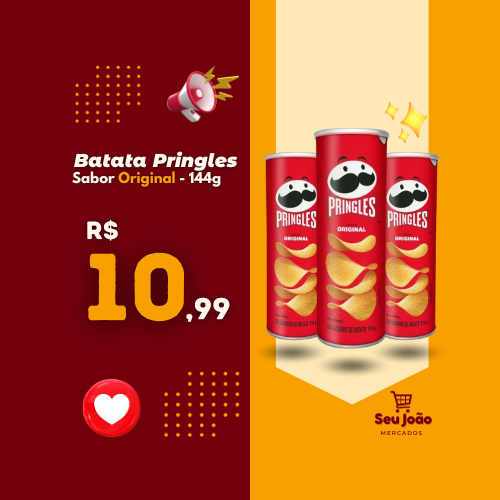 Batata Pringles
Sabor Original - 144g
R$
10,99
PRINGLES
ORIGINAL
PRINGLES
ORIGINAL
PRINGLES
ORIGINAL
Seu João
MERCADOS